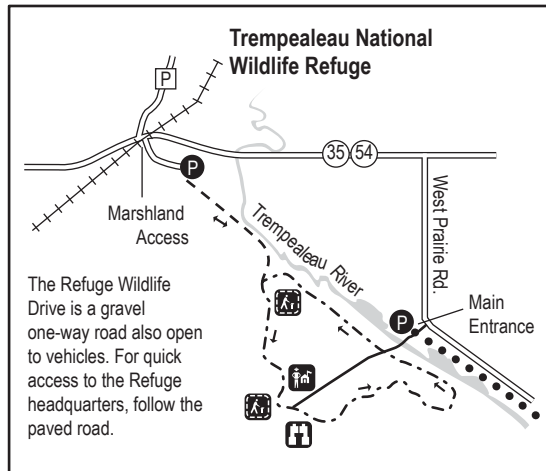 Trempealeau National
Wildlife Refuge
P
P
35 54
Marshland
Access
West Prairie Rd.
Trempealeau River
The Refuge Wildlife
Drive is a gravel
one-way road also open
to vehicles. For quick
access to the Refuge
headquarters, follow the
paved road.
P
Main
Entrance